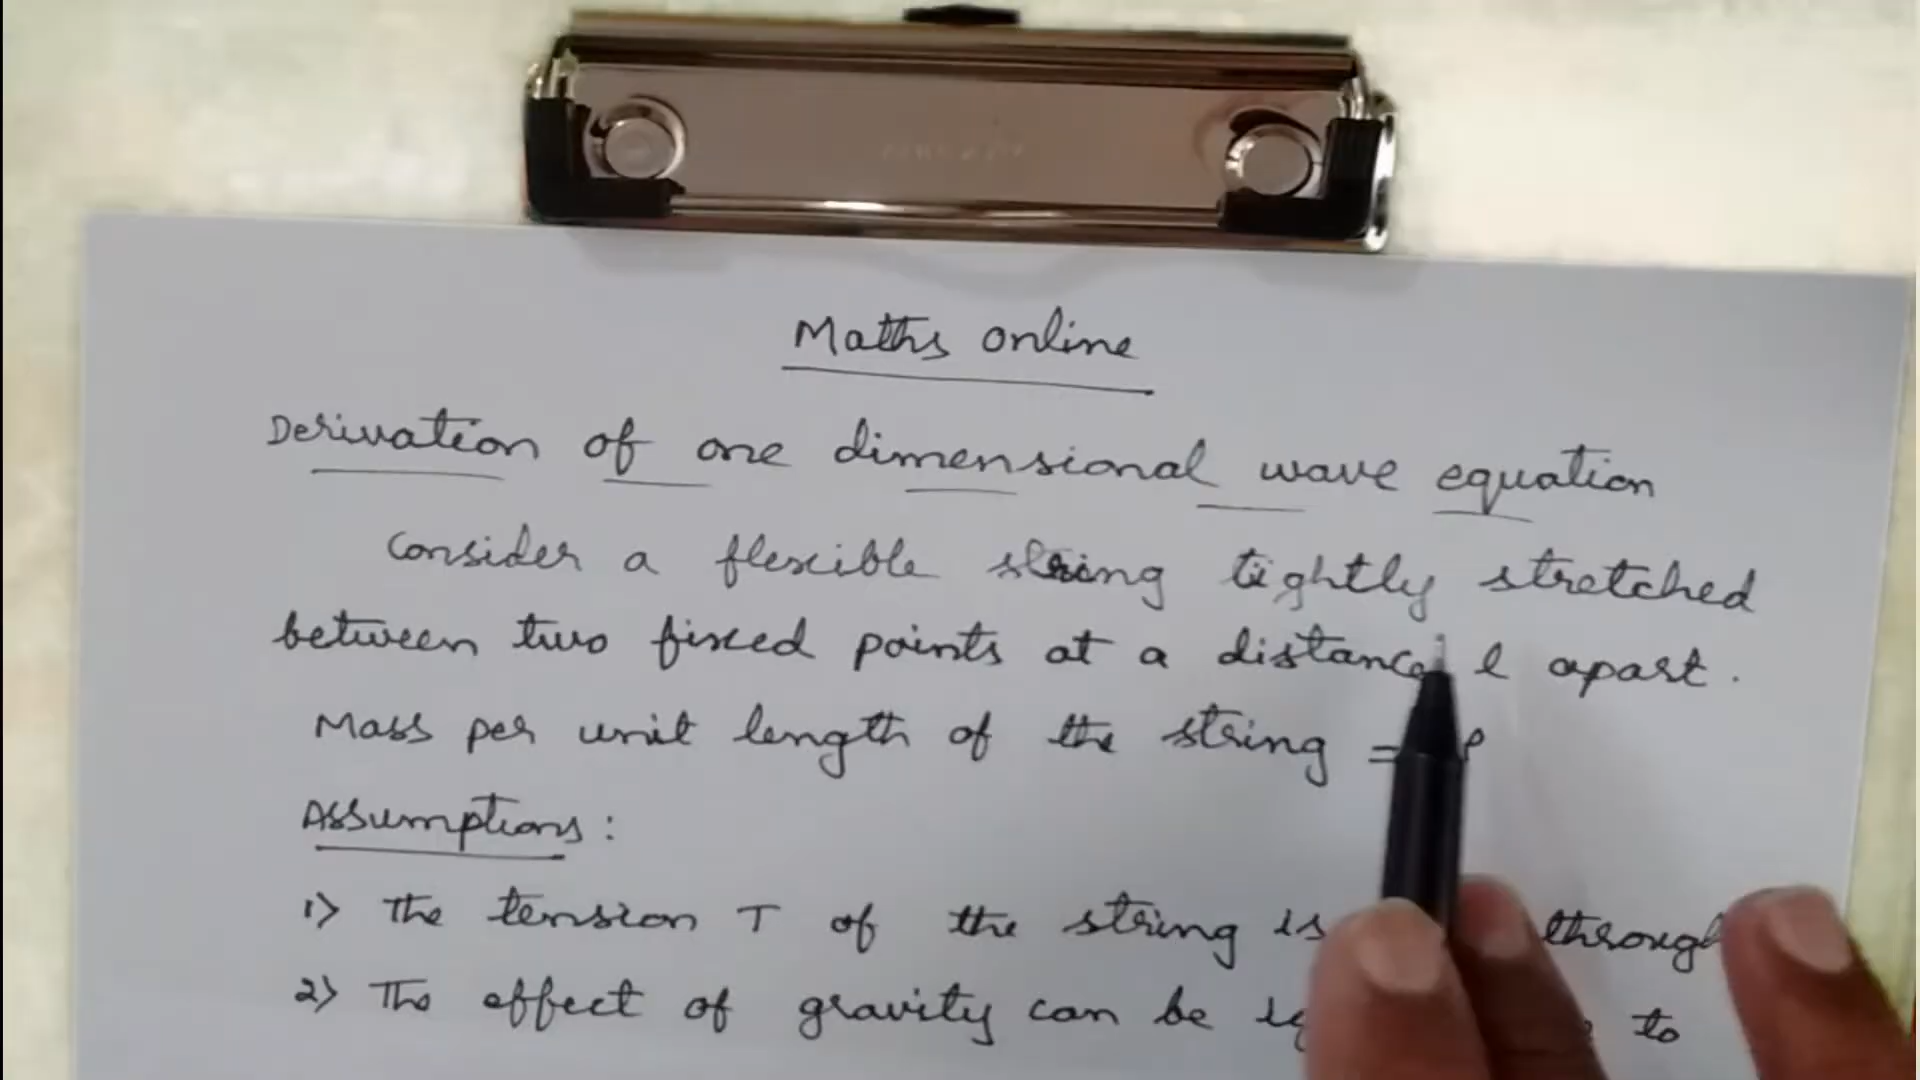 Maths online
Derivation of one dimensional wave equation
Consider a flexible string tightly stretched
between two fixed points at a distance l apart.
Mass per unit length of the string = ρ
Assumptions:
1) The tension T of the string is
2) The effect of gravity can be to